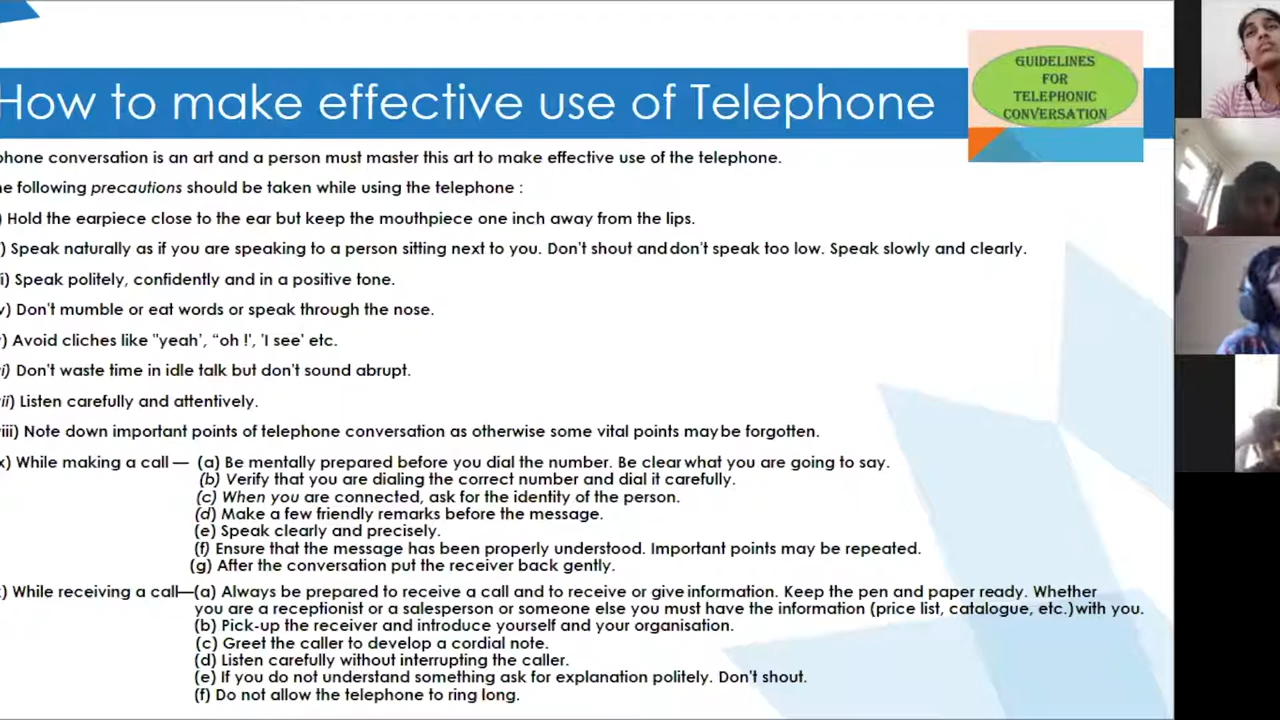 How to make effective use of Telephone
GUIDELINES
FOR
TELEPHONIC
CONVERSATION
phone conversation is an art and a person must master this art to make effective use of the telephone.
e following precautions should be taken while using the telephone :
) Hold the earpiece close to the ear but keep the mouthpiece one inch away from the lips.
) Speak naturally as if you are speaking to a person sitting next to you. Don't shout and don't speak too low. Speak slowly and clearly.
i) Speak politely, confidently and in a positive tone.
v) Don't mumble or eat words or speak through the nose.
) Avoid cliches like "yeah', “oh !', 'I see' etc.
i) Don't waste time in idle talk but don't sound abrupt.
ii) Listen carefully and attentively.
iii) Note down important points of telephone conversation as otherwise some vital points may be forgotten.
x) While making a call — (a) Be mentally prepared before you dial the number. Be clear what you are going to say.
(b) Verify that you are dialing the correct number and dial it carefully.
(c) When you are connected, ask for the identity of the person.
(d) Make a few friendly remarks before the message.
(e) Speak clearly and precisely.
(f) Ensure that the message has been properly understood. Important points may be repeated.
(g) After the conversation put the receiver back gently.
) While receiving a call—(a) Always be prepared to receive a call and to receive or give information. Keep the pen and paper ready. Whether
you are a receptionist or a salesperson or someone else you must have the information (price list, catalogue, etc.) with you.
(b) Pick-up the receiver and introduce yourself and your organisation.
(c) Greet the caller to develop a cordial note.
(d) Listen carefully without interrupting the caller.
(e) If you do not understand something ask for explanation politely. Don't shout.
(f) Do not allow the telephone to ring long.